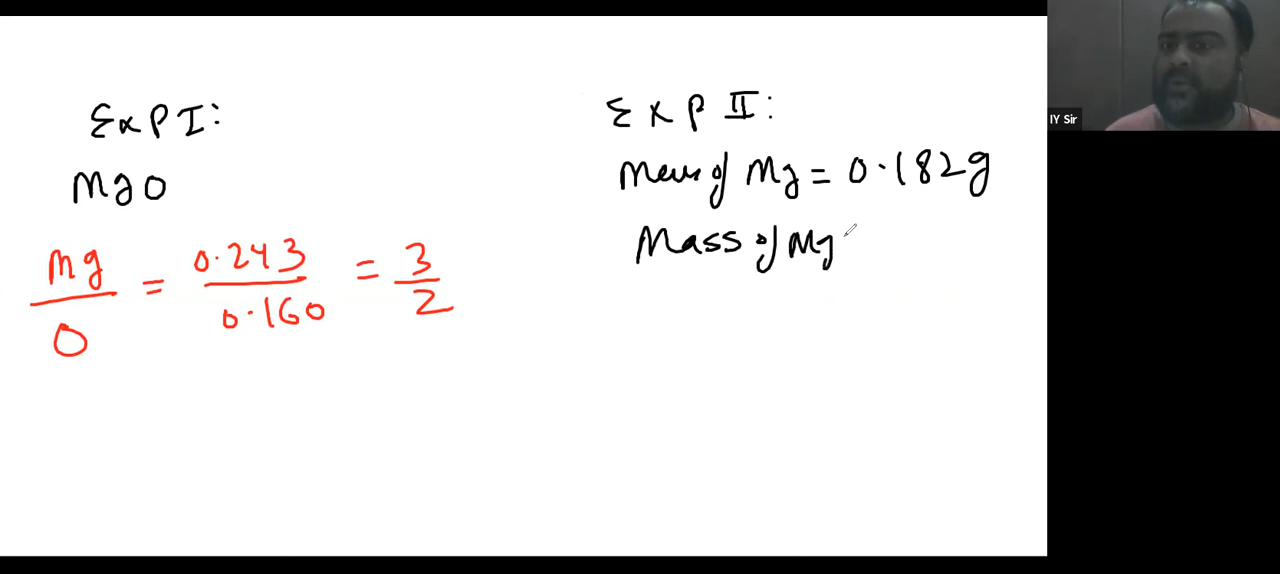 Exp I:
MgO
Mg/O = 0.243/0.160 = 3/2
Exp II:
Mass of Mg = 0.182g
Mass of Mg
IY Sir